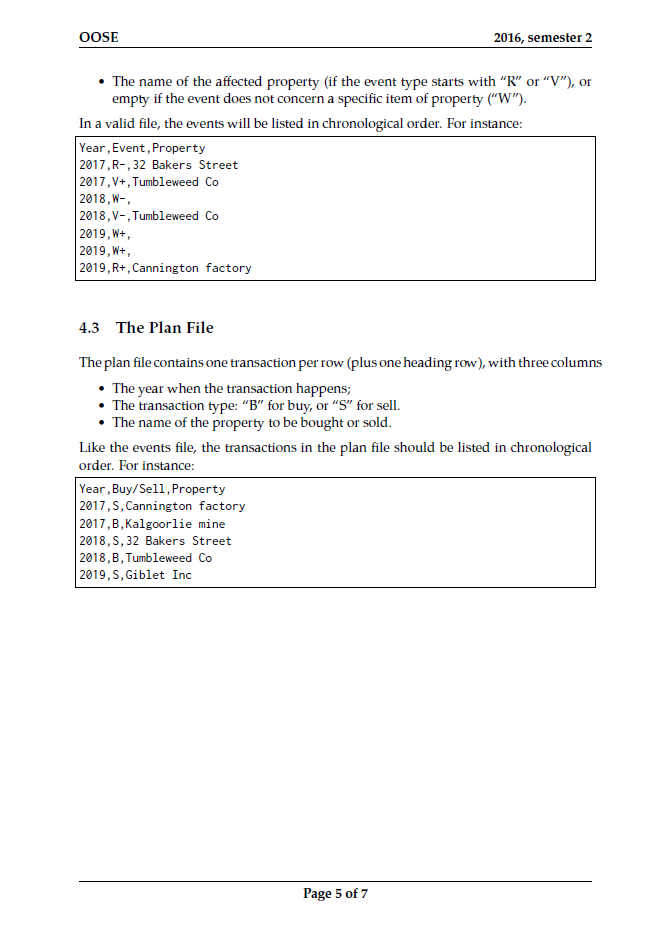 OOSE 2016, semester 2
• The name of the affected property (if the event type starts with “R” or “V”), or
empty if the event does not concern a specific item of property (“W”).
In a valid file, the events will be listed in chronological order. For instance:
Year,Event,Property
2017,R-,32 Bakers Street
2017,V+,Tumbleweed Co
2018,W-,
2018,V-,Tumbleweed Co
2019,W+,
2019,W+,
2019,R+,Cannington factory
4.3 The Plan File
The plan file contains one transaction per row (plus one heading row), with three columns
• The year when the transaction happens;
• The transaction type: “B” for buy, or “S” for sell.
• The name of the property to be bought or sold.
Like the events file, the transactions in the plan file should be listed in chronological
order. For instance:
Year,Buy/Sell,Property
2017,S,Cannington factory
2017,B,Kalgoorlie mine
2018,S,32 Bakers Street
2018,B,Tumbleweed Co
2019,S,Giblet Inc
Page 5 of 7